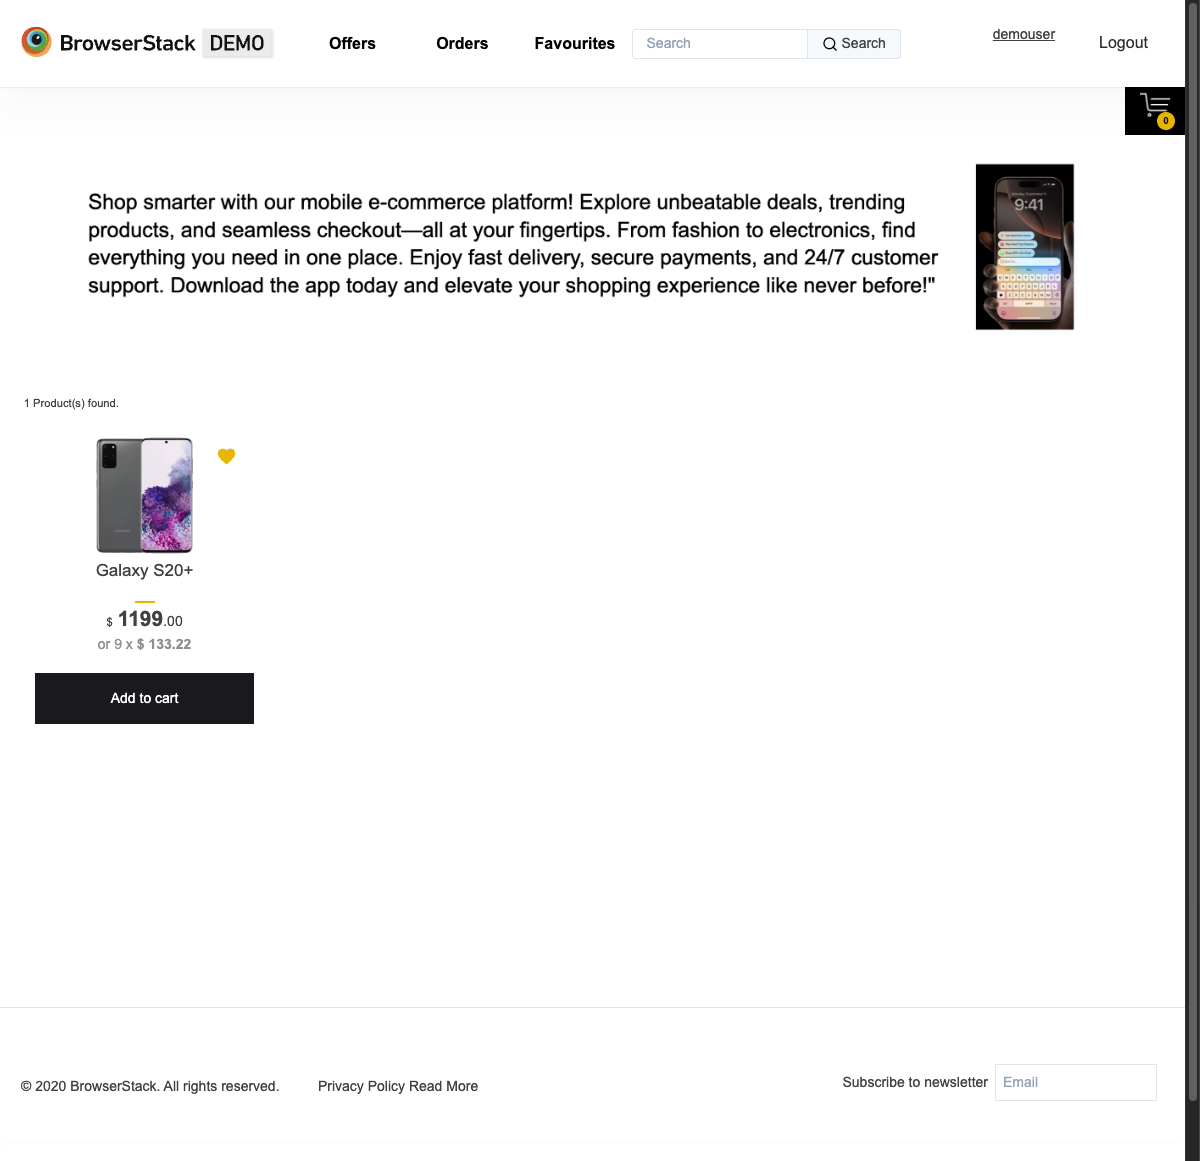 BrowserStack DEMO
Offers
Orders
Favourites
Search
Search
demouser
Logout
0
Shop smarter with our mobile e-commerce platform! Explore unbeatable deals, trending
products, and seamless checkout—all at your fingertips. From fashion to electronics, find
everything you need in one place. Enjoy fast delivery, secure payments, and 24/7 customer
support. Download the app today and elevate your shopping experience like never before!"
9:41
1 Product(s) found.
Galaxy S20+
$ 1199.00
or 9 x $ 133.22
Add to cart
© 2020 BrowserStack. All rights reserved.
Privacy Policy Read More
Subscribe to newsletter
Email